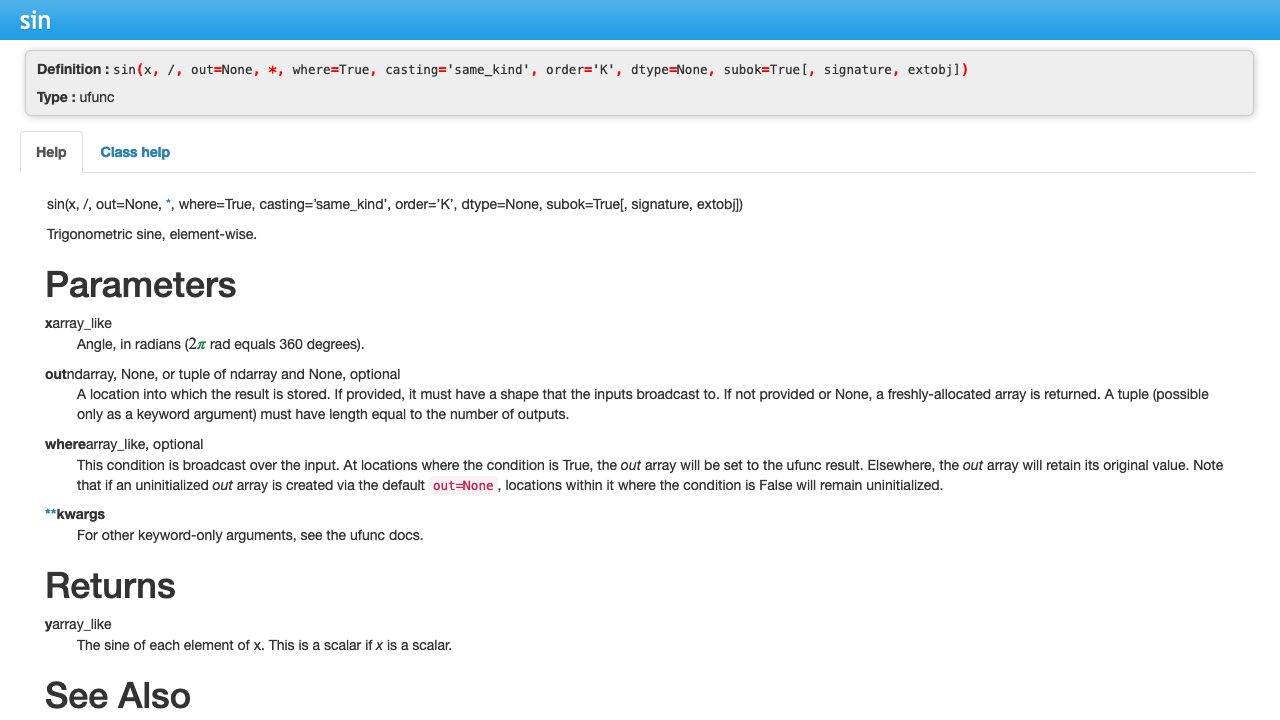 sin
Definition : sin(x, /, out=None, *, where=True, casting='same_kind', order='K', dtype=None, subok=True[, signature, extobj])
Type : ufunc
Help Class help
sin(x, /, out=None, *, where=True, casting=’same_kind’, order=’K’, dtype=None, subok=True[, signature, extobj])
Trigonometric sine, element-wise.
Parameters
xarray_like
Angle, in radians (2π rad equals 360 degrees).
outndarray, None, or tuple of ndarray and None, optional
A location into which the result is stored. If provided, it must have a shape that the inputs broadcast to. If not provided or None, a freshly-allocated array is returned. A tuple (possible
only as a keyword argument) must have length equal to the number of outputs.
wherearray_like, optional
This condition is broadcast over the input. At locations where the condition is True, the out array will be set to the ufunc result. Elsewhere, the out array will retain its original value. Note
that if an uninitialized out array is created via the default out=None, locations within it where the condition is False will remain uninitialized.
**kwargs
For other keyword-only arguments, see the ufunc docs.
Returns
yarray_like
The sine of each element of x. This is a scalar if x is a scalar.
See Also